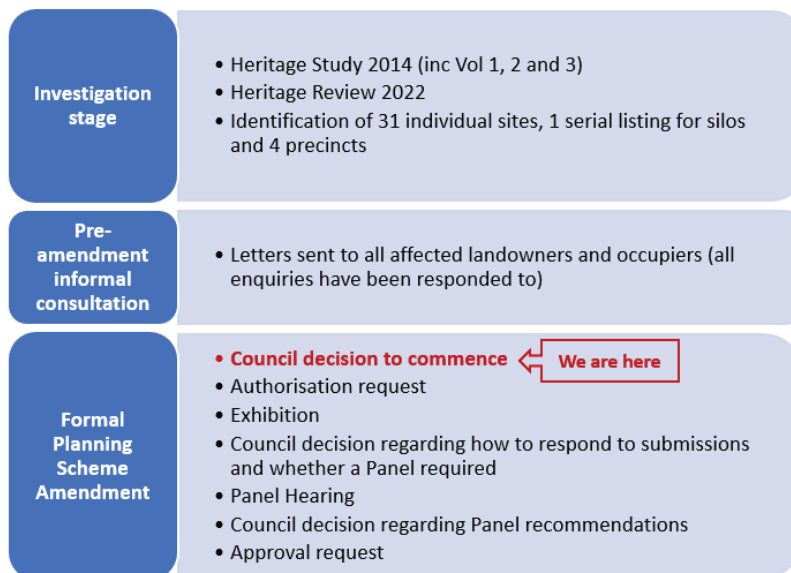 Investigation
stage
• Heritage Study 2014 (inc Vol 1, 2 and 3)
• Heritage Review 2022
• Identification of 31 individual sites, 1 serial listing for silos
and 4 precincts
Pre-
amendment
informal
consultation
• Letters sent to all affected landowners and occupiers (all
enquiries have been responded to)
Formal
Planning
Scheme
Amendment
• Council decision to commence
We are here
• Authorisation request
• Exhibition
• Council decision regarding how to respond to submissions
and whether a Panel required
• Panel Hearing
• Council decision regarding Panel recommendations
• Approval request